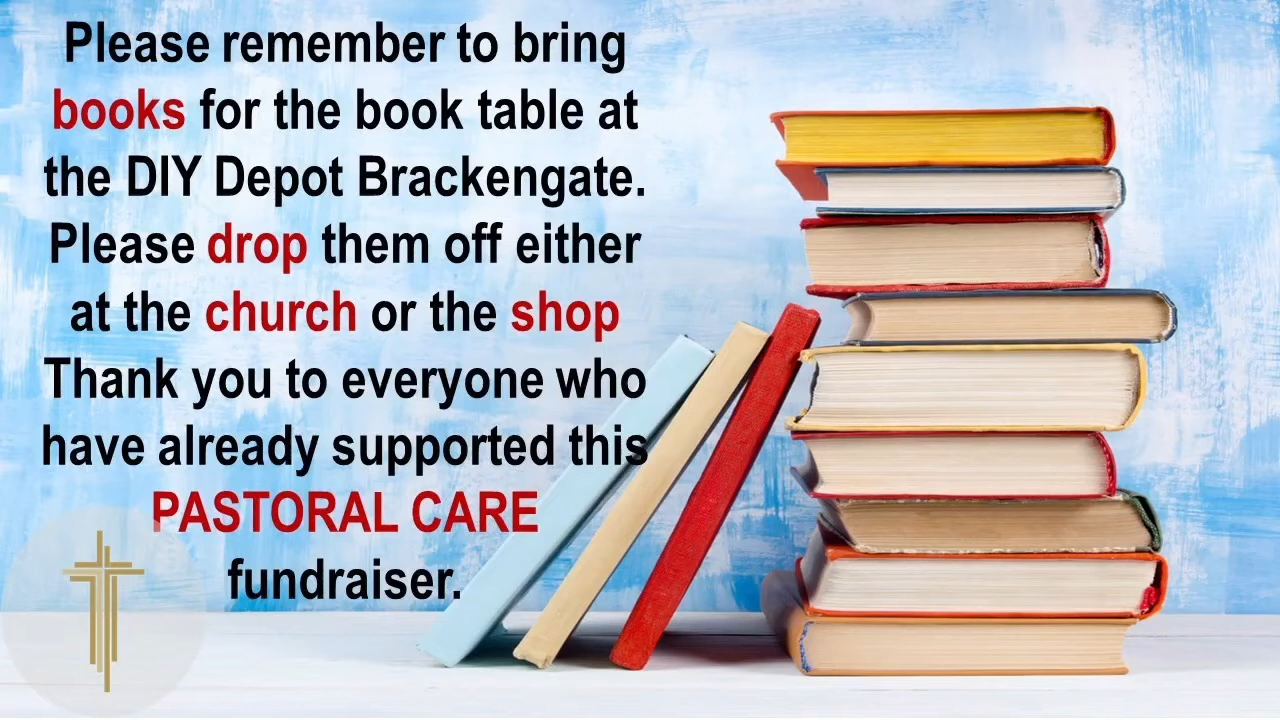 Please remember to bring
books for the book table at
the DIY Depot Brackengate.
Please drop them off either
at the church or the shop
Thank you to everyone who
have already supported this
PASTORAL CARE
fundraiser.